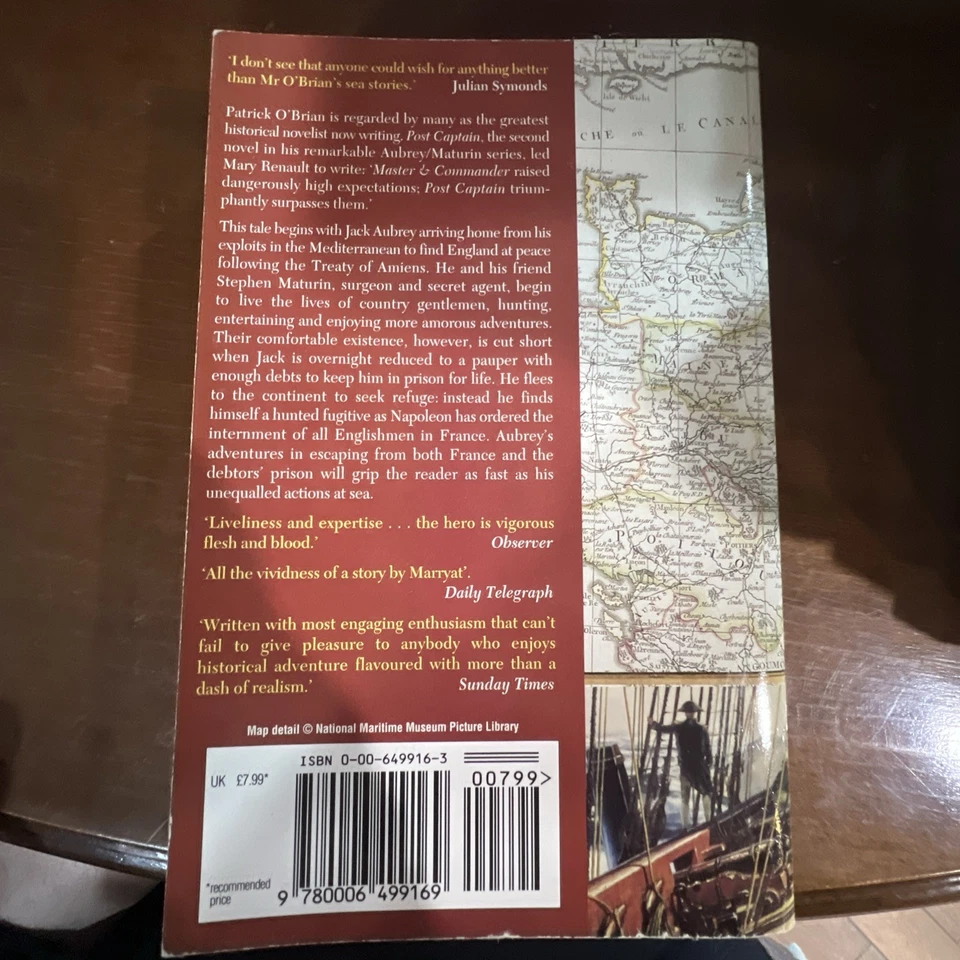 'I don't see that anyone could wish for anything better
than Mr O'Brian's sea stories.' Julian Symonds
Patrick O'Brian is regarded by many as the greatest
historical novelist now writing. Post Captain, the second
novel in his remarkable Aubrey/Maturin series, led
Mary Renault to write: 'Master & Commander raised
dangerously high expectations; Post Captain trium-
phantly surpasses them.'
This tale begins with Jack Aubrey arriving home from his
exploits in the Mediterranean to find England at peace
following the Treaty of Amiens. He and his friend
Stephen Maturin, surgeon and secret agent, begin
to live the lives of country gentlemen, hunting,
entertaining and enjoying more amorous adventures.
Their comfortable existence, however, is cut short
when Jack is overnight reduced to a pauper with
enough debts to keep him in prison for life. He flees
to the continent to seek refuge: instead he finds
himself a hunted fugitive as Napoleon has ordered the
internment of all Englishmen in France. Aubrey's
adventures in escaping from both France and the
debtors' prison will grip the reader as fast as his
unequalled actions at sea.
'Liveliness and expertise . . . the hero is vigorous
flesh and blood.' Observer
'All the vividness of a story by Marryat'.
Daily Telegraph
'Written with most engaging enthusiasm that can't
fail to give pleasure to anybody who enjoys
historical adventure flavoured with more than a
dash of realism.' Sunday Times
Map detail © National Maritime Museum Picture Library
ISBN 0-00-649916-3
UK £7.99*
00799>
*recommended
price
9 780006 499169
CHE OU LE CANAL
NORMA
ANJOU
POITOU